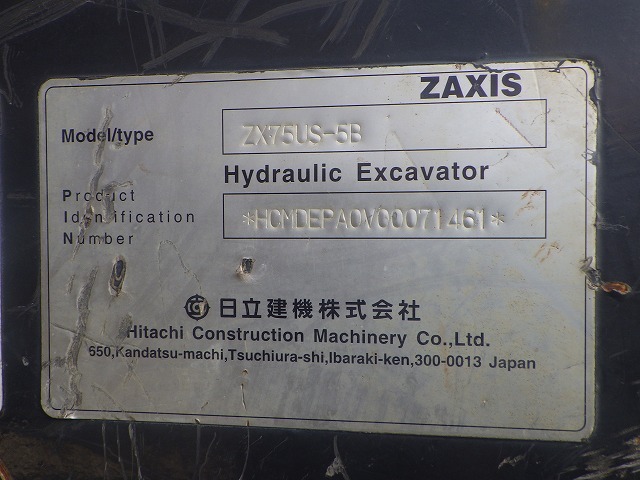 ZAXIS
Model/type ZX75US-5B
Hydraulic Excavator
Product
Identification *HCMDEPA0V00071461*
Number
日立建機株式会社
Hitachi Construction Machinery Co.,Ltd.
650,Kandatsu-machi,Tsuchiura-shi,Ibaraki-ken,300-0013 Japan